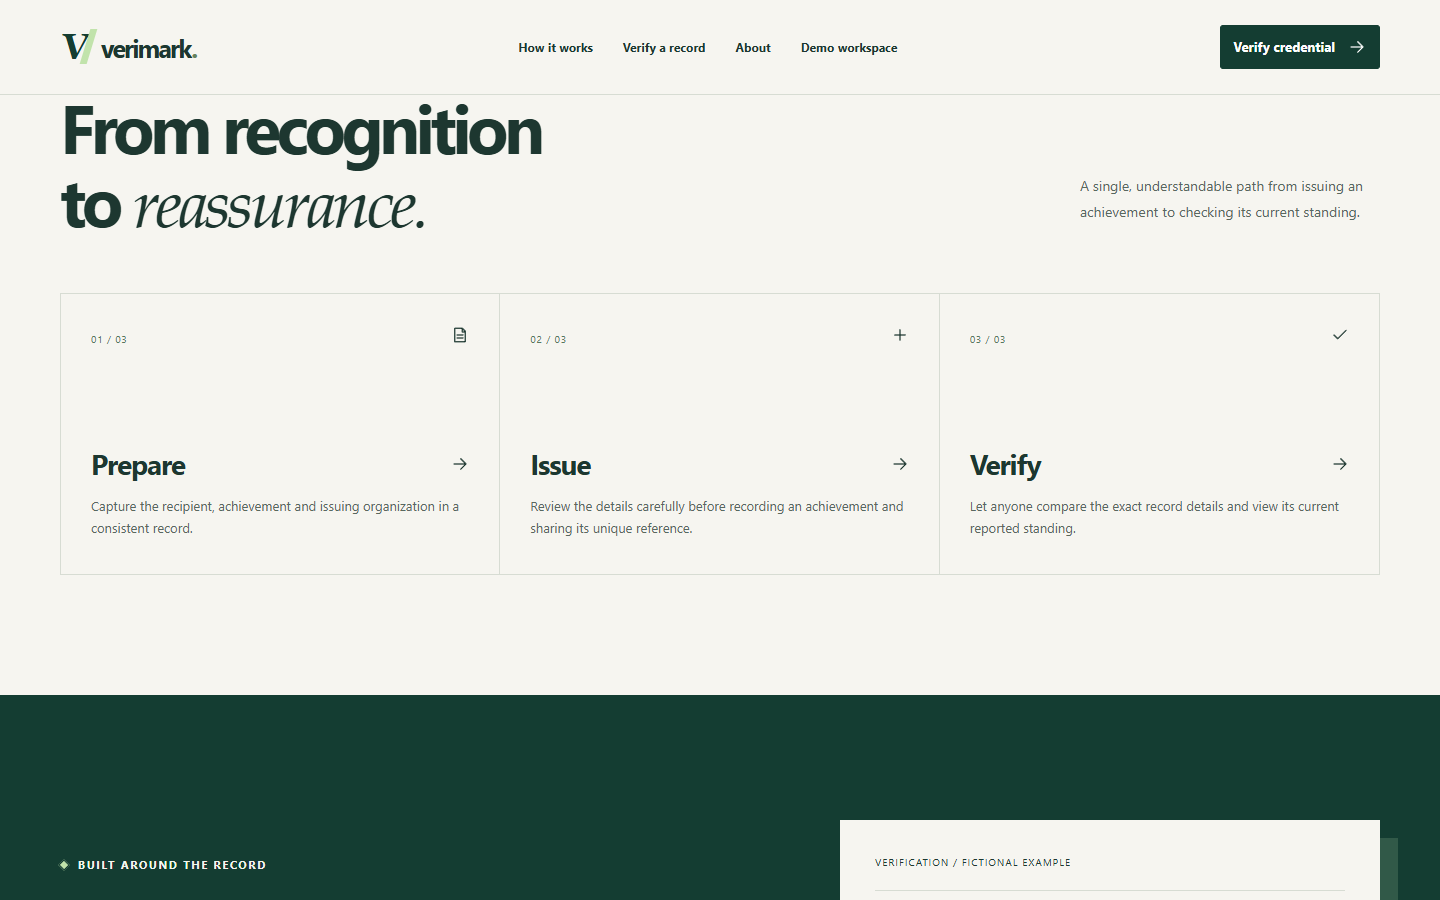 V verimark.
How it works
Verify a record
About
Demo workspace
Verify credential
From recognition
to reassurance.
A single, understandable path from issuing an
achievement to checking its current standing.
01 / 03
Prepare
Capture the recipient, achievement and issuing organization in a
consistent record.
02 / 03
Issue
Review the details carefully before recording an achievement and
sharing its unique reference.
03 / 03
Verify
Let anyone compare the exact record details and view its current
reported standing.
BUILT AROUND THE RECORD
VERIFICATION / FICTIONAL EXAMPLE